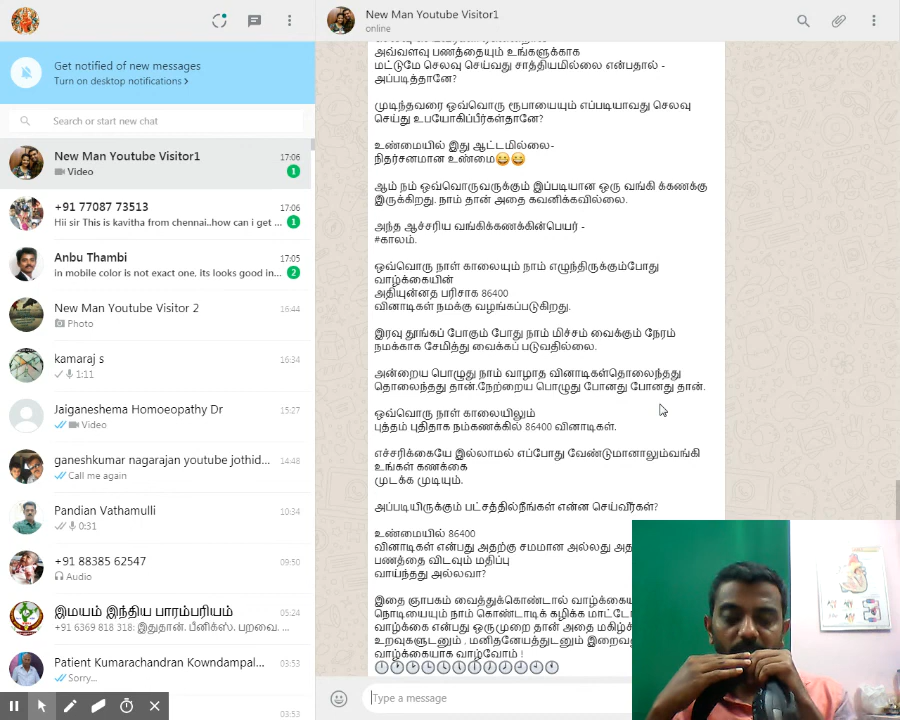 New Man Youtube Visitor1
online
Get notified of new messages
Turn on desktop notifications >
Search or start new chat
New Man Youtube Visitor1 17:06
Video 1
+91 77087 73513 17:06
Hii sir This is kavitha from chennai..how can i get ... 1
Anbu Thambi 17:05
in mobile color is not exact one, its looks good in... 2
New Man Youtube Visitor 2 16:44
Photo
kamaraj s 16:34
1:11
Jaiganeshema Homoeopathy Dr 15:27
Video
ganeshkumar nagarajan youtube jothid... 14:48
Call me again
Pandian Vathamulli 10:34
0:31
+91 88385 62547 09:50
Audio
இமயம் இந்திய பாரம்பரியம் 05:24
+91 6369 818 318: இதுதான். பீனிக்ஸ். பறவை. ...
Patient Kumarachandran Kowndampal... 03:53
Sorry...
03:53
அவ்வளவு பணத்தையும் உங்களுக்காக
மட்டுமே செலவு செய்வது சாத்தியமில்லை என்பதால் -
அப்படித்தானே?
முடிந்தவரை ஒவ்வொரு ரூபாயையும் எப்படியாவது செலவு
செய்து உபயோகிப்பீர்கள்தானே?
உண்மையில் இது ஆட்டமில்லை-
நிதர்சனமான உண்மை😄😄
ஆம் நம் ஒவ்வொருவருக்கும் இப்படியான ஒரு வங்கி க்கணக்கு
இருக்கிறது. நாம் தான் அதை கவனிக்கவில்லை.
அந்த ஆச்சரிய வங்கிக்கணக்கின்பெயர் -
#காலம்.
ஒவ்வொரு நாள் காலையும் நாம் எழுந்திருக்கும்போது
வாழ்க்கையின்
அதியுன்னத பரிசாக 86400
வினாடிகள் நமக்கு வழங்கப்படுகிறது.
இரவு தூங்கப் போகும் போது நாம் மிச்சம் வைக்கும் நேரம்
நமக்காக சேமித்து வைக்கப் படுவதில்லை.
அன்றைய பொழுது நாம் வாழாத வினாடிகள்தொலைந்தது
தொலைந்தது தான்.நேற்றைய பொழுது போனது போனது தான்.
ஒவ்வொரு நாள் காலையிலும்
புத்தம் புதிதாக நம்கணக்கில் 86400 வினாடிகள்.
எச்சரிக்கையே இல்லாமல் எப்போது வேண்டுமானாலும்வங்கி
உங்கள் கணக்கை
முடக்க முடியும்.
அப்படியிருக்கும் பட்சத்தில்நீங்கள் என்ன செய்வீர்கள்?
உண்மையில் 86400
வினாடிகள் என்பது அதற்கு சமமான அல்லது
பணத்தை விடவும் மதிப்பு
வாய்ந்தது அல்லவா?
இதை ஞாபகம் வைத்துக்கொண்டால்
நொடியையும் நாம் கொண்டாடிக் கழிக்க
வாழ்க்கை என்பது ஒருமுறை தான் அதை
உறவுகளுடனும் , மனிதனேயத்துடனும்
வாழ்க்கையாக வாழ்வோம் !
Type a message